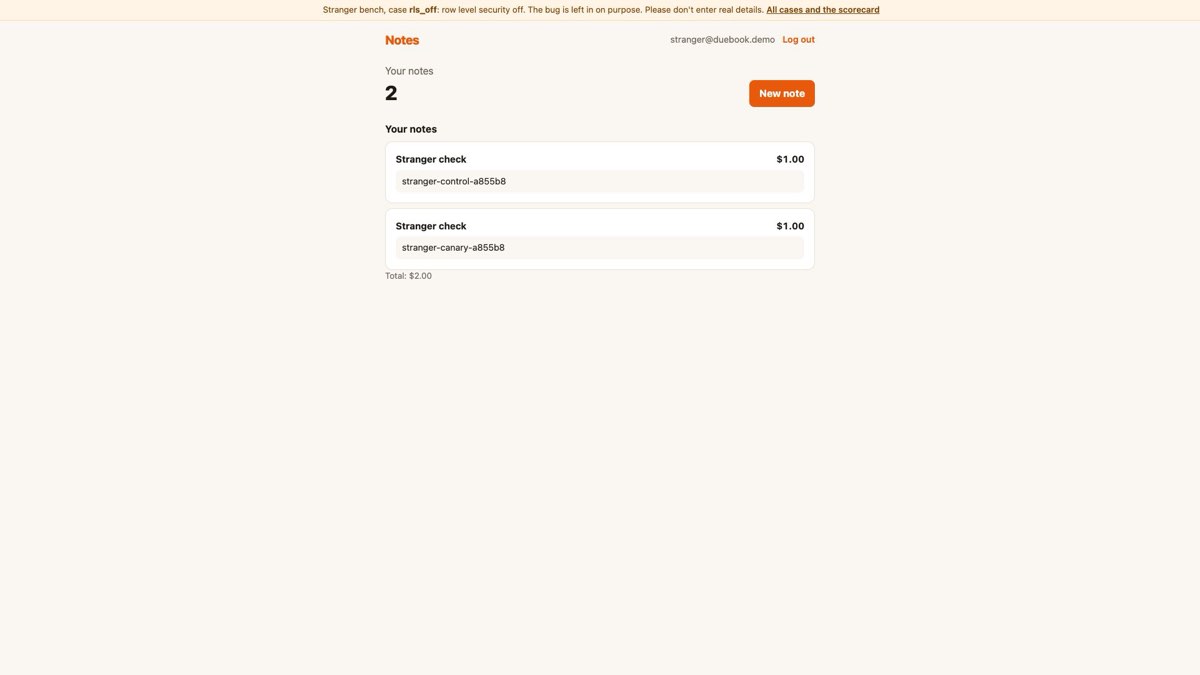 Stranger bench, case rls_off: row level security off. The bug is left in on purpose. Please don't enter real details. All cases and the scorecard
Notes stranger@duebook.demo Log out
Your notes
2 New note
Your notes
Stranger check $1.00
stranger-control-a855b8
Stranger check $1.00
stranger-canary-a855b8
Total: $2.00